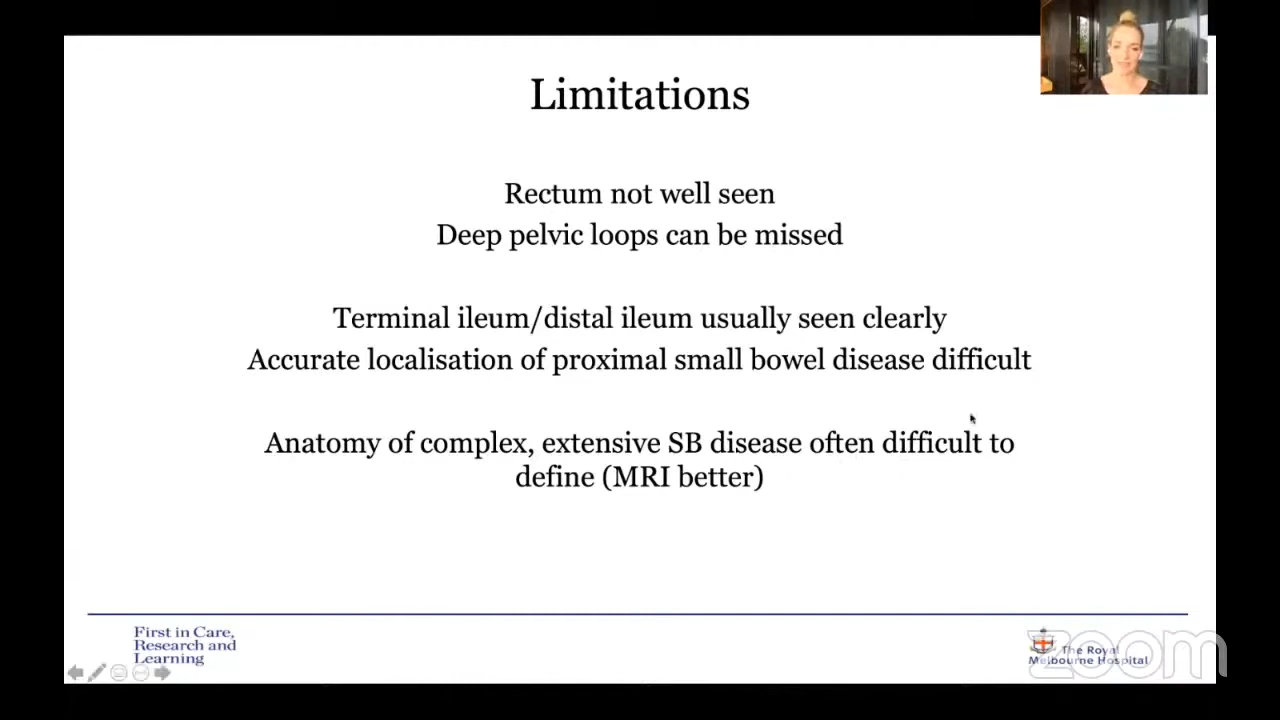 Limitations
Rectum not well seen
Deep pelvic loops can be missed
Terminal ileum/distal ileum usually seen clearly
Accurate localisation of proximal small bowel disease difficult
Anatomy of complex, extensive SB disease often difficult to
define (MRI better)
First in Care,
Research and
Learning
The Royal
Melbourne Hospital
zoom